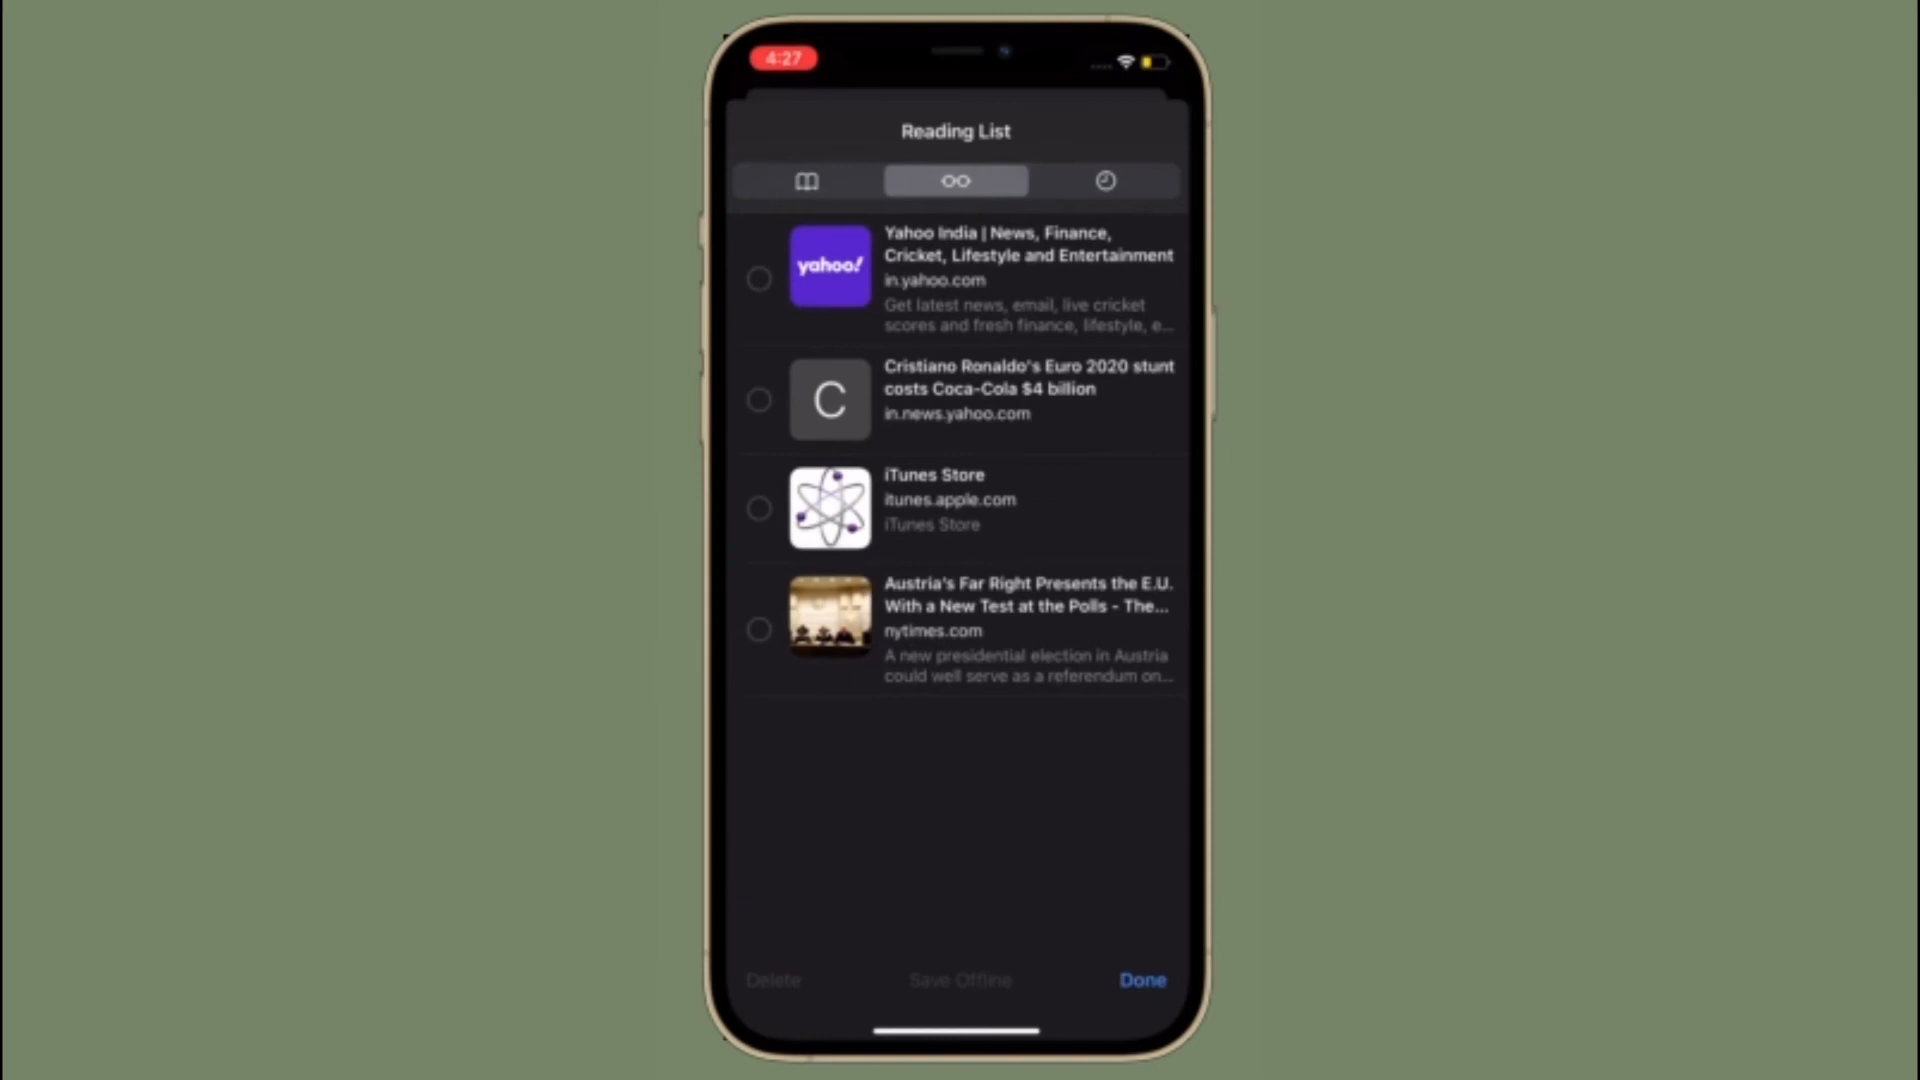 4:27
Reading List
yahoo!
Yahoo India | News, Finance,
Cricket, Lifestyle and Entertainment
in.yahoo.com
Get latest news, email, live cricket
scores and fresh finance, lifestyle, e...
C
Cristiano Ronaldo's Euro 2020 stunt
costs Coca-Cola $4 billion
in.news.yahoo.com
iTunes Store
itunes.apple.com
iTunes Store
Austria's Far Right Presents the E.U.
With a New Test at the Polls - The...
nytimes.com
A new presidential election in Austria
could well serve as a referendum on...
Delete
Save Offline
Done